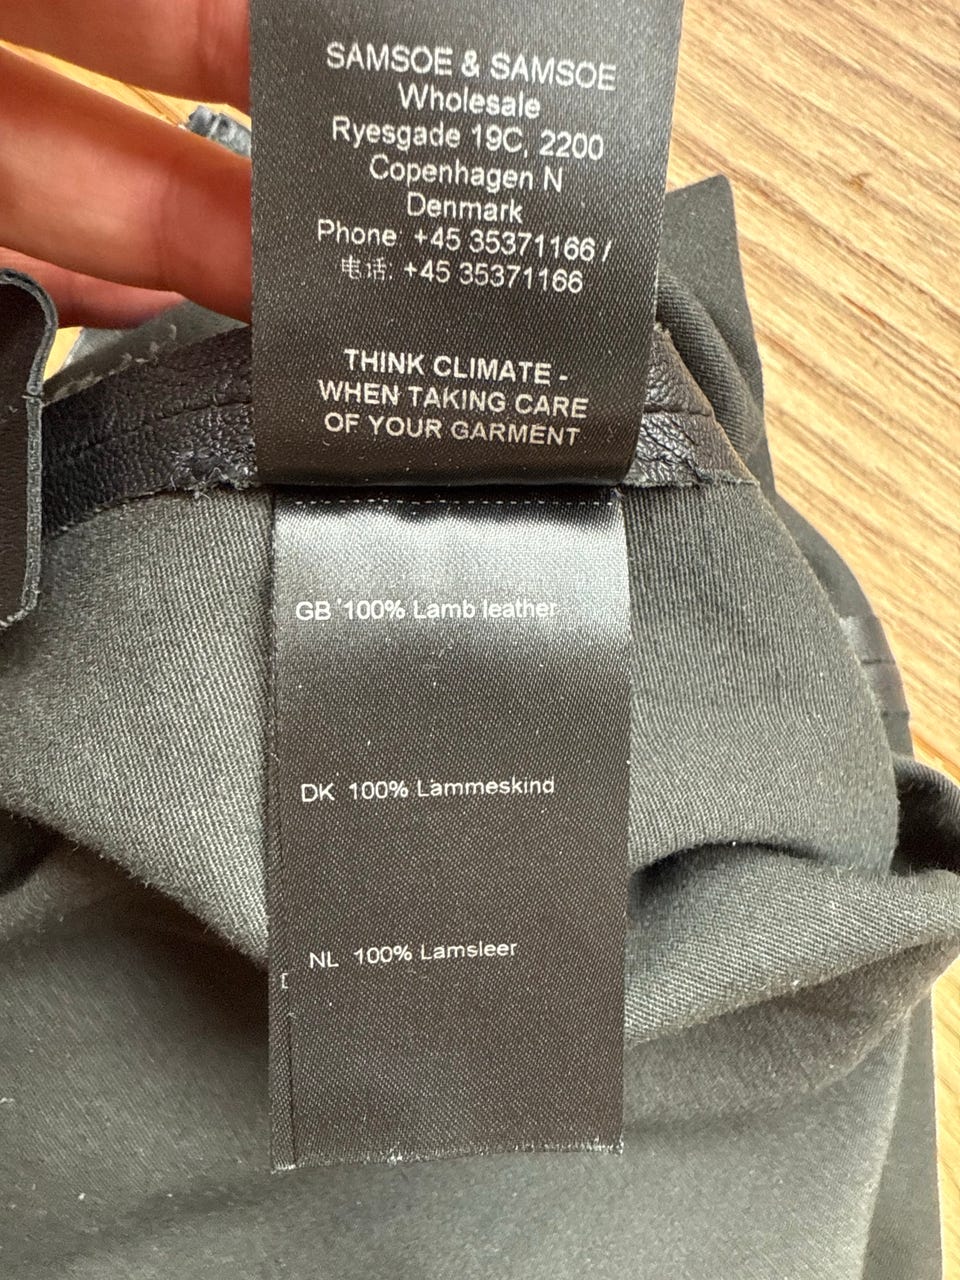 SAMSOE & SAMSOE
Wholesale
Ryesgade 19C, 2200
Copenhagen N
Denmark
Phone +45 35371166 /
电话: +45 35371166
THINK CLIMATE -
WHEN TAKING CARE
OF YOUR GARMENT
GB 100% Lamb leather
DK 100% Lammeskind
NL 100% Lamsleer